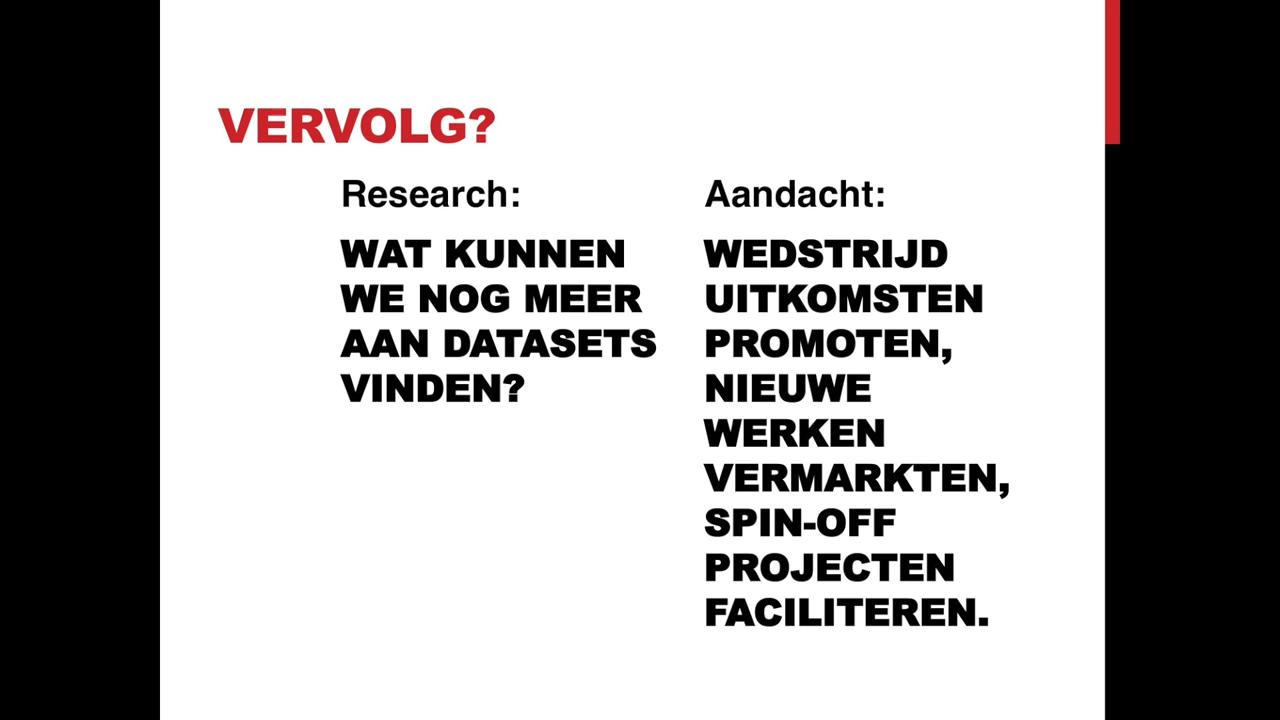 VERVOLG?
Research:
WAT KUNNEN
WE NOG MEER
AAN DATASETS
VINDEN?
Aandacht:
WEDSTRIJD
UITKOMSTEN
PROMOTEN,
NIEUWE
WERKEN
VERMARKTEN,
SPIN-OFF
PROJECTEN
FACILITEREN.